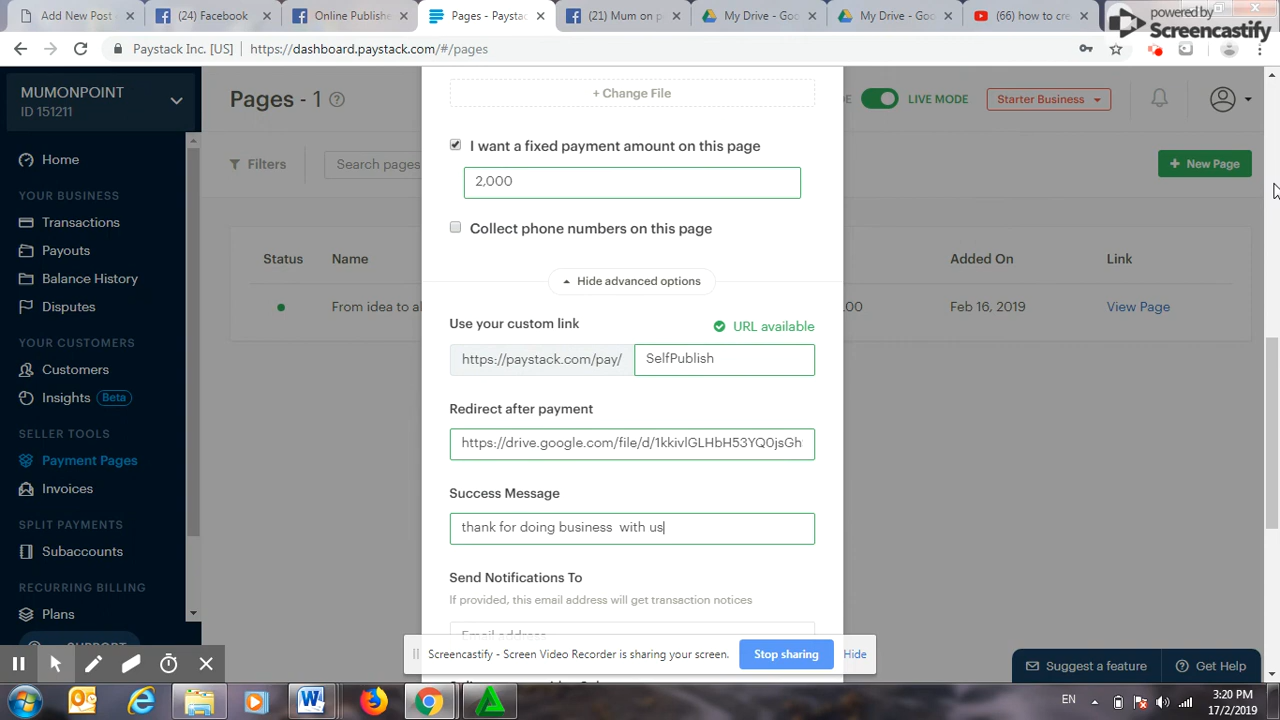 Add New Post
(24) Facebook
Online Publishe
Pages - Paystac
(21) Mum on p
My Drive - Goo
My Drive - Goo
(66) how to cre
powered by
Screencastify
Paystack Inc. [US]
https://dashboard.paystack.com/#/pages
MUMONPOINT
ID 151211
Pages - 1
LIVE MODE
Starter Business
+ Change File
Home
Filters
Search pages
+ New Page
I want a fixed payment amount on this page
2,000
YOUR BUSINESS
Transactions
Payouts
Balance History
Disputes
Collect phone numbers on this page
Status
Name
Added On
Link
Hide advanced options
From idea to al
.00
Feb 16, 2019
View Page
Use your custom link
URL available
https://paystack.com/pay/
SelfPublish
YOUR CUSTOMERS
Customers
Insights
Beta
Redirect after payment
https://drive.google.com/file/d/1kkivlGLHbH53YQ0jsGh
SELLER TOOLS
Payment Pages
Invoices
Success Message
thank for doing business  with us
SPLIT PAYMENTS
Subaccounts
Send Notifications To
If provided, this email address will get transaction notices
Email address
RECURRING BILLING
Plans
SUPPORT
Screencastify - Screen Video Recorder is sharing your screen.
Stop sharing
Hide
Suggest a feature
Get Help
EN
3:20 PM
17/2/2019